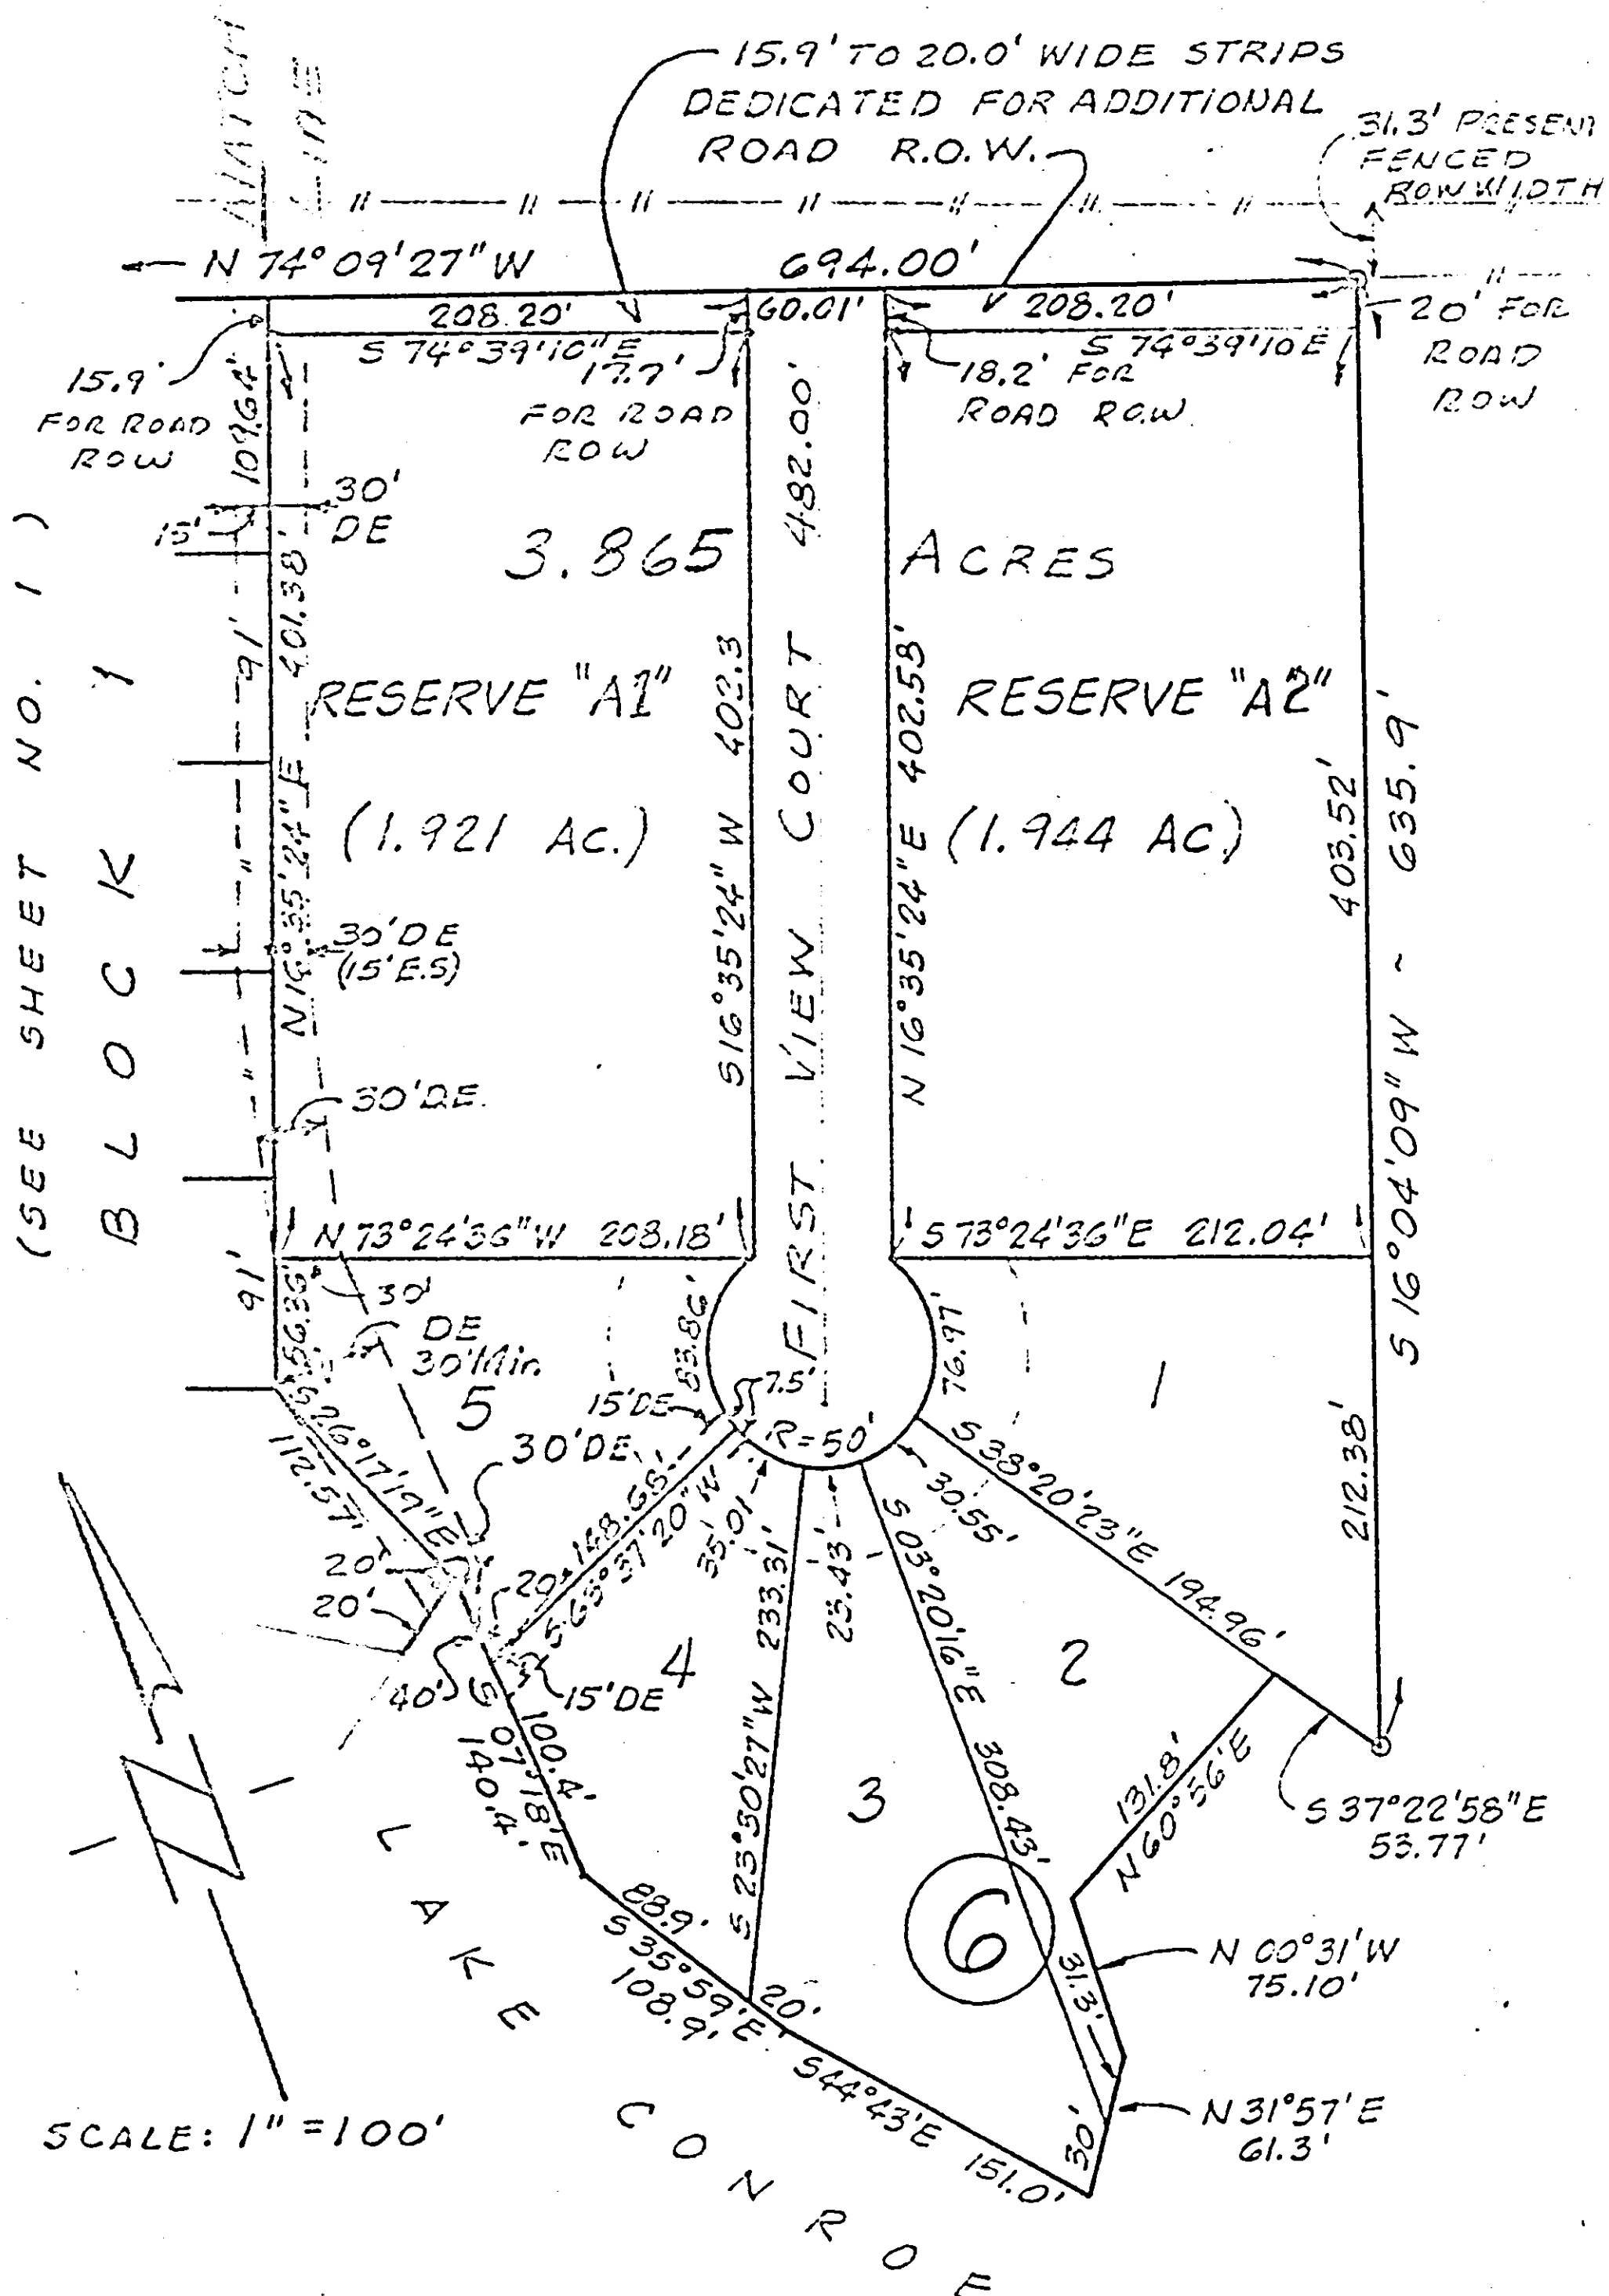 15.9' TO 20.0' WIDE STRIPS
DEDICATED FOR ADDITIONAL
ROAD R.O.W.
31.3' PRESENT
FENCED
ROW WIDTH
LINE
N 74° 09' 27" W
694.00'
208.20'
60.01'
208.20'
20' FOR
ROAD
ROW
S 74° 39' 10" E
S 74° 39' 10 E
15.9'
FOR ROAD
ROW
17.7'
FOR ROAD
ROW
18.2' FOR
ROAD ROW
109.64'
482.00'
30'
DE
15'
3.865 ACRES
91'
401.38'
N 16° 35' 24" E
RESERVE "A1"
(1.921 AC.)
S 16° 35' 24" W 402.3
FIRST VIEW COURT
N 16° 35' 24" E 402.58'
RESERVE "A2"
(1.944 AC)
403.52'
S 16° 04' 09" W ~ 635.9'
(SEE SHEET NO. 1)
BLOCK 1
30' DE
(15' E.S)
30' DE.
N 73° 24' 36" W 208.18'
S 73° 24' 36" E 212.04'
91'
56.33'
30'
DE
30' Min
5
83.86'
76.97'
1
15' DE
7.5'
R=50'
30' DE
S 26° 17' 19" E
112.57'
S 38° 20' 23" E 194.96'
212.38'
30.55'
35.01
23.43'
148.68'
S 63° 37' 20" W
20'
20'
20'
40'
15' DE
4
S 23° 30' 27" W 233.31'
S 03° 20' 16" E 308.43'
2
3
131.8'
N 60° 56' E
S 37° 22' 58" E
53.77'
100.4'
S 07° 18' E
140.4'
6
88.9'
S 35° 59' E
108.9'
20'
31.3'
N 00° 31' W
75.10'
S 44° 43' E 151.0'
30'
N 31° 57' E
61.3'
SCALE: 1" = 100'
LAKE CONROE